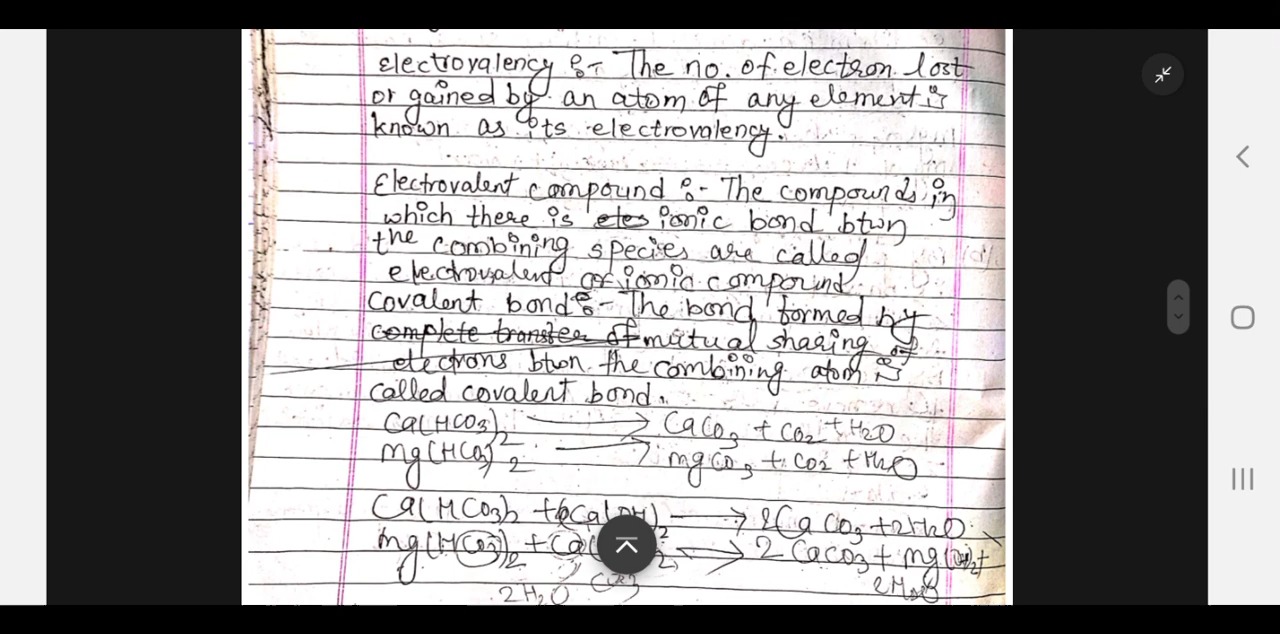 electrovalency :- The no. of electron lost
or gained by an atom of any element is
known as its electrovalency.
Electrovalent compound :- The compounds in
which there is ionic bond btwn
the combining species are called
electrovalent or ionic compound
Covalent bond :- The bond formed by
complete transfer of mutual sharing of
electrons btwn the combining atom is
called covalent bond.
Ca(HCO3)2 → CaCO3 + CO2 + H2O
mg(HCO3)2 → mgCO3 + CO2 + H2O
Ca(HCO3)2 + Ca(OH)2 → 2CaCO3 + 2H2O
mg(HCO3)2 + Ca( 2 ⇌ 2CaCO3 + mg(OH)2 +
2H2O 2H2O